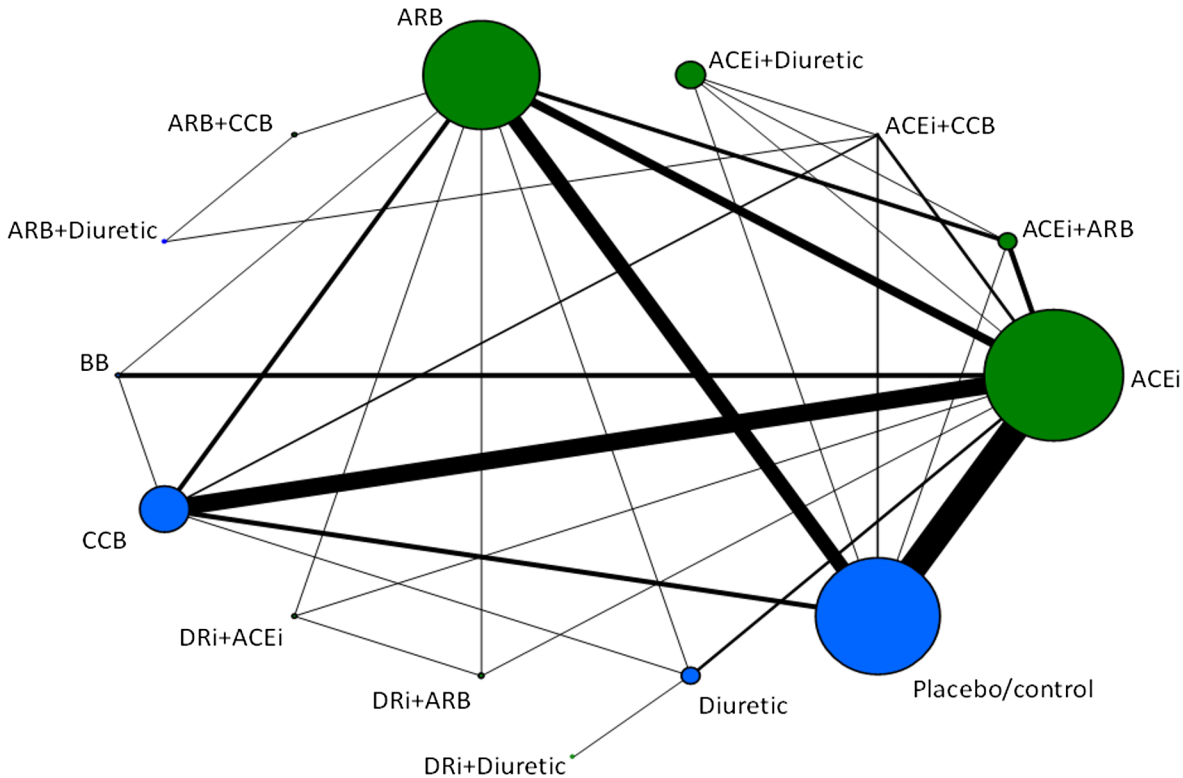 ARB
ACEi+Diuretic
ARB+CCB
ACEi+CCB
ARB+Diuretic
ACEi+ARB
BB
ACEi
CCB
DRi+ACEi
Placebo/control
DRi+ARB
Diuretic
DRi+Diuretic